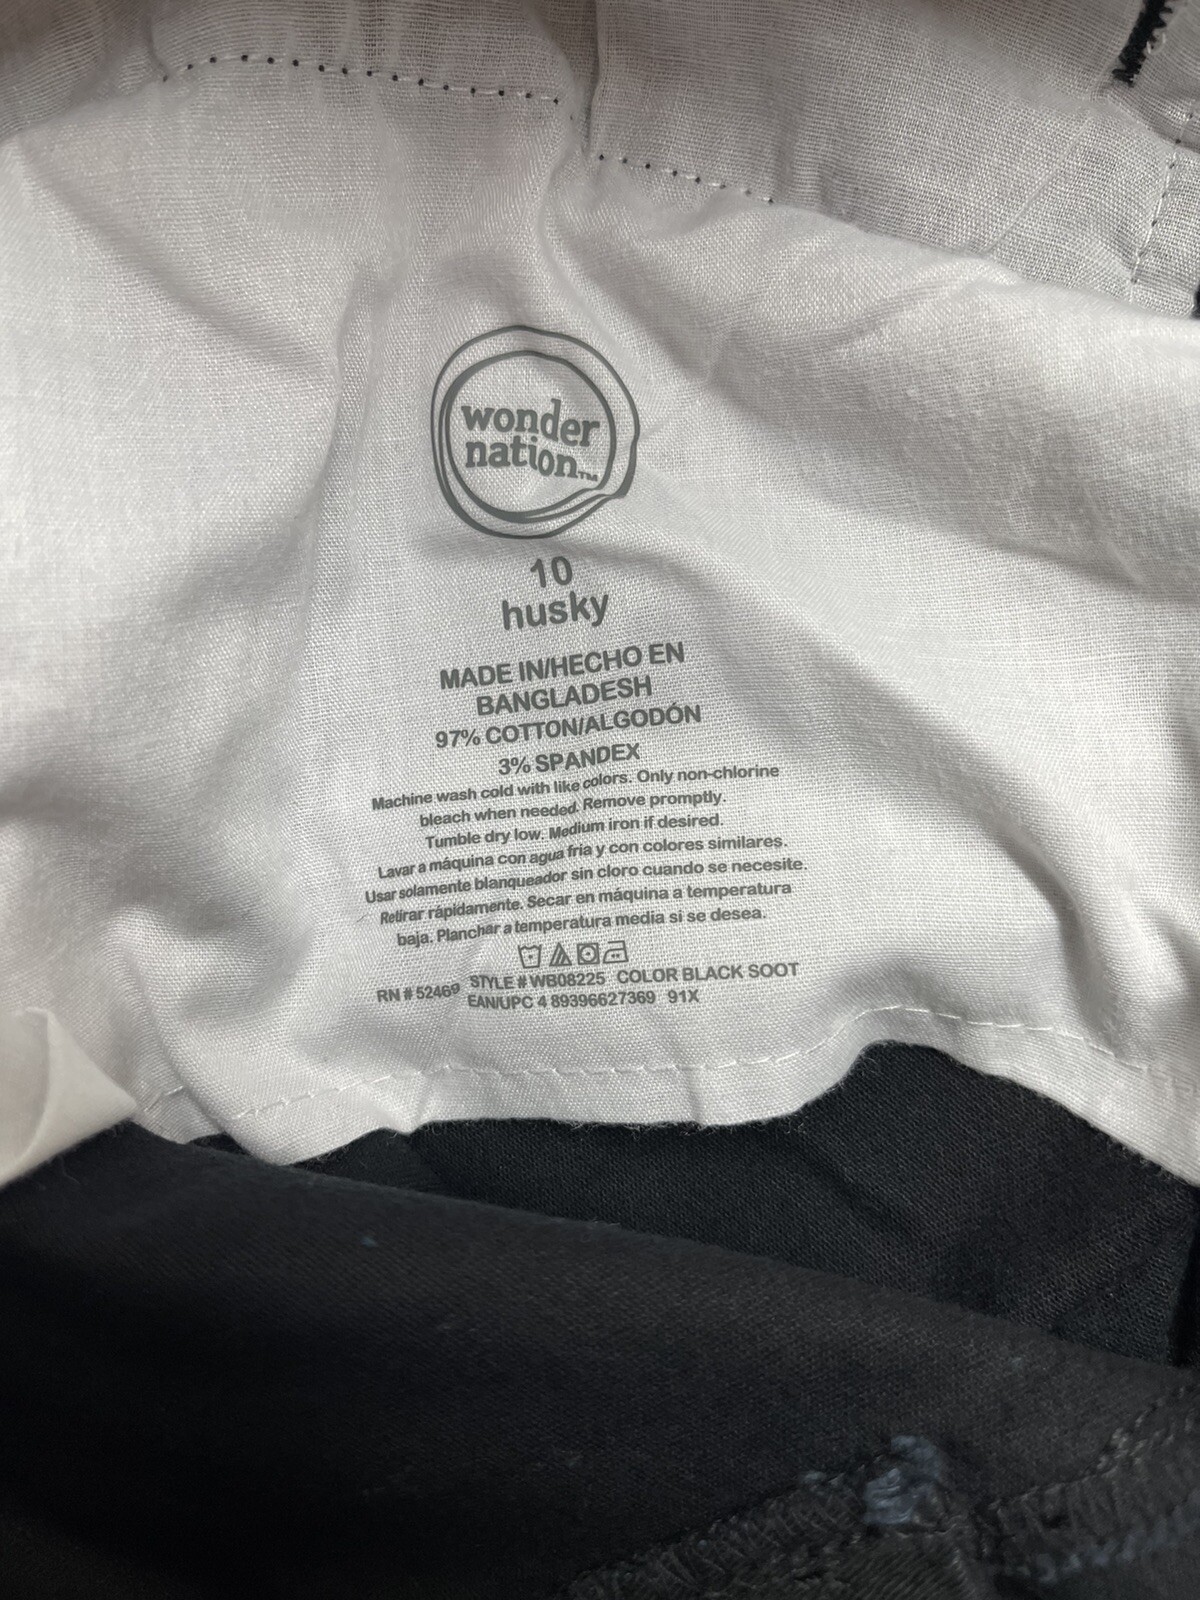 wonder
nation™
10
husky
MADE IN/HECHO EN
BANGLADESH
97% COTTON/ALGODÓN
3% SPANDEX
Machine wash cold with like colors. Only non-chlorine
bleach when needed. Remove promptly.
Tumble dry low. Medium iron if desired.
Lavar a máquina con agua fria y con colores similares.
Usar solamente blanqueador sin cloro cuando se necesite.
Retirar rápidamente. Secar en máquina a temperatura
baja. Planchar a temperatura media si se desea.
RN # 52469 STYLE # WB08225 COLOR BLACK SOOT
EAN/UPC 4 89396627369 91X